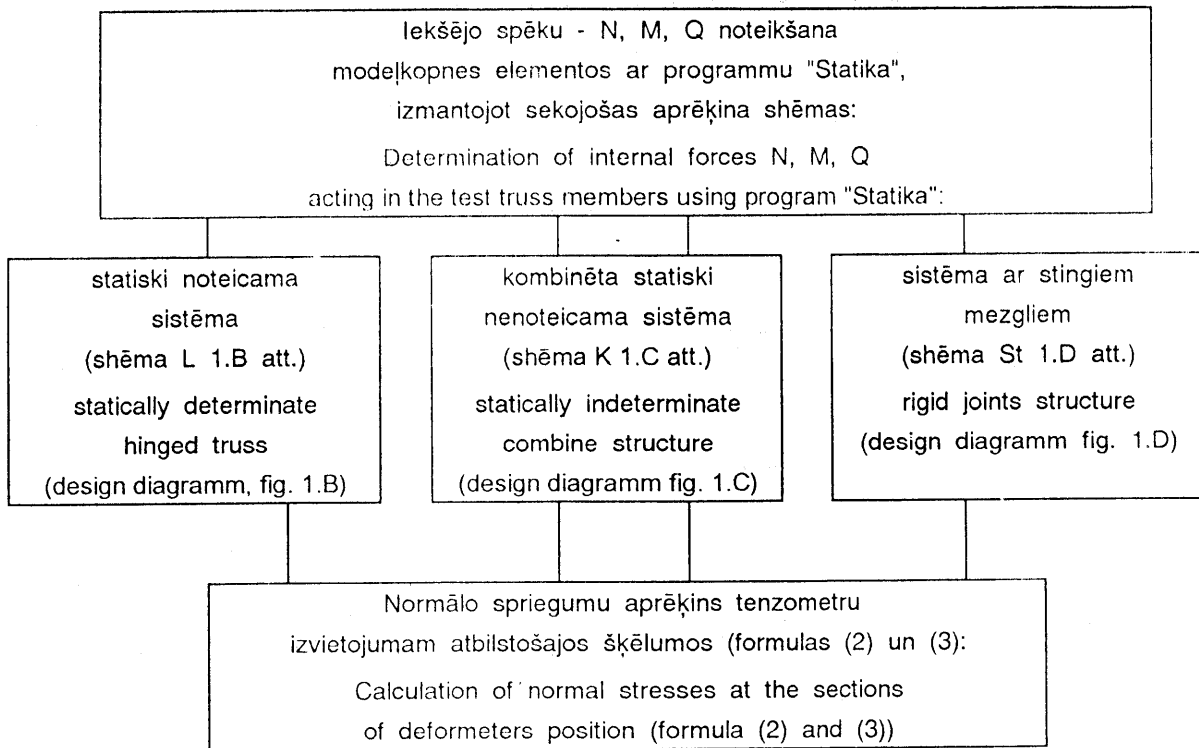 Iekšējo spēku - N, M, Q noteikšana
modeļkopnes elementos ar programmu "Statika",
izmantojot sekojošas aprēķina shēmas:
Determination of internal forces N, M, Q
acting in the test truss members using program "Statika":
statiski noteicama
sistēma
(shēma L 1.B att.)
statically determinate
hinged truss
(design diagramm, fig. 1.B)
kombinēta statiski
nenoteicama sistēma
(shēma K 1.C att.)
statically indeterminate
combine structure
(design diagramm fig. 1.C)
sistēma ar stingiem
mezgliem
(shēma St 1.D att.)
rigid joints structure
(design diagramm fig. 1.D)
Normālo spriegumu aprēķins tenzometru
izvietojumam atbilstošajos šķēlumos (formulas (2) un (3):
Calculation of normal stresses at the sections
of deformeters position (formula (2) and (3))